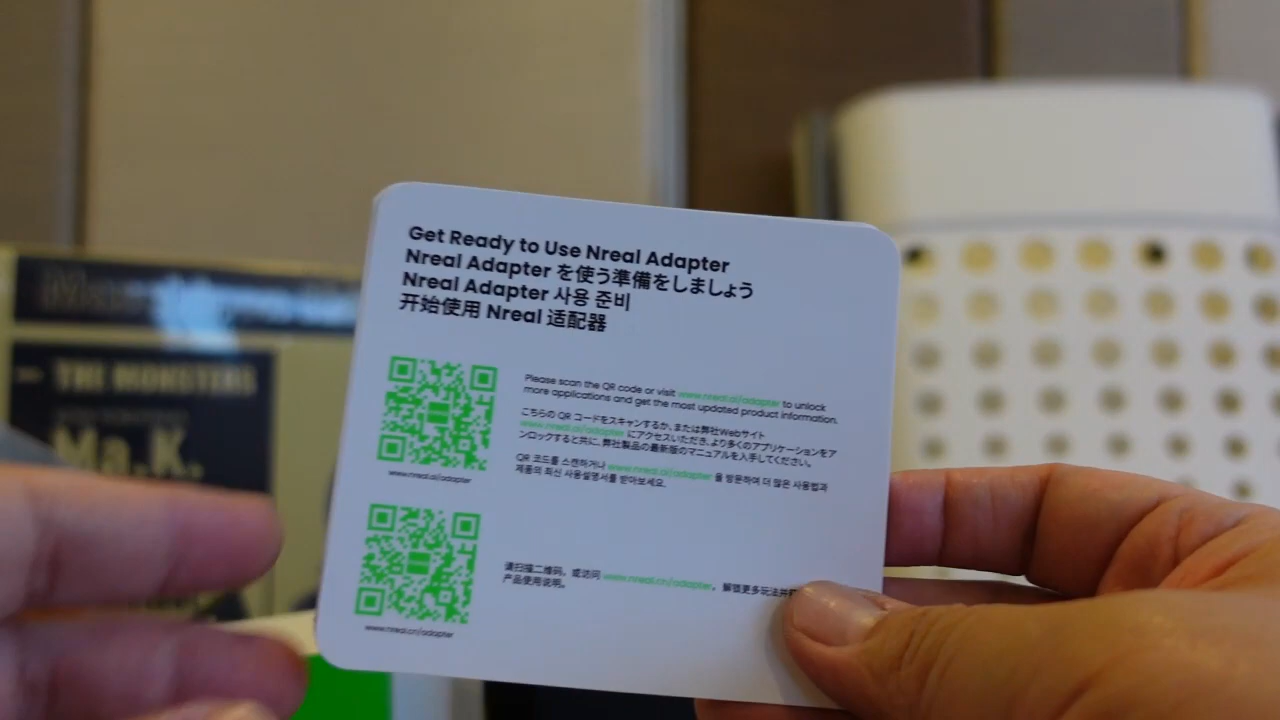 Get Ready to Use Nreal Adapter
Nreal Adapter を使う準備をしましょう
Nreal Adapter 사용 준비
开始使用 Nreal 适配器
Please scan the QR code or visit www.nreal.ai/adapter to unlock
more applications and get the most updated product information.
こちらの QR コードをスキャンするか、または弊社Webサイト
www.nreal.ai/adapter にアクセスいただき、より多くのアプリケーションをア
ンロックすると共に、弊社製品の最新版のマニュアルを入手してください。
QR 코드를 스캔하거나 www.nreal.ai/adapter 을 방문하여 더 많은 사용법과
제품의 최신 사용설명서를 받아보세요.
www.nreal.ai/adapter
请扫描二维码，或访问 www.nreal.cn/adapter，解锁更多玩法并
产品使用说明。
www.nreal.cn/adapter
THE MONSTERS
Ma.K.